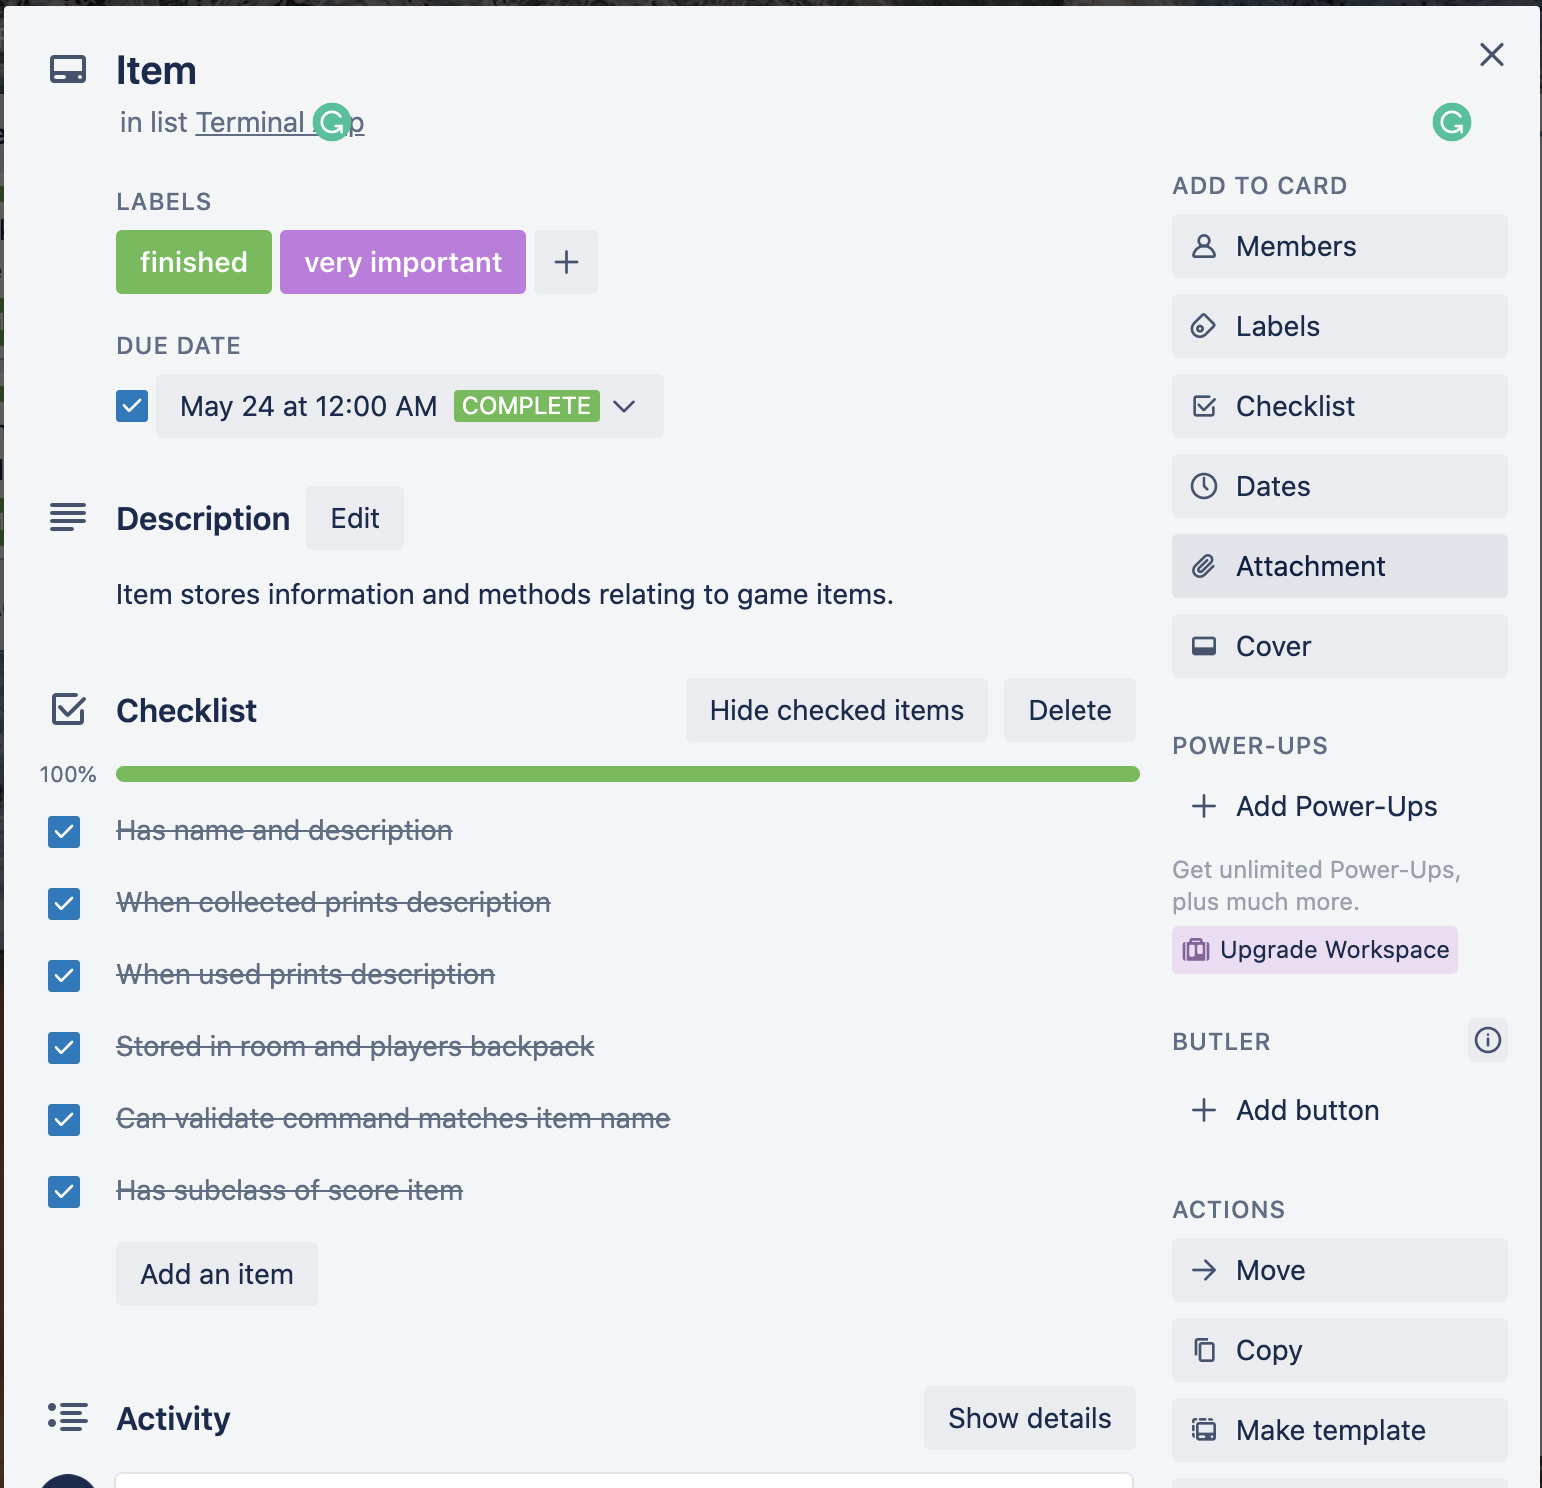 Item
in list Terminal
LABELS
finished
very important
DUE DATE
May 24 at 12:00 AM COMPLETE
Description
Edit
Item stores information and methods relating to game items.
Checklist
Hide checked items
Delete
100%
Has name and description
When collected prints description
When used prints description
Stored in room and players backpack
Can validate command matches item name
Has subclass of score item
Add an item
Activity
Show details
ADD TO CARD
Members
Labels
Checklist
Dates
Attachment
Cover
POWER-UPS
Add Power-Ups
Get unlimited Power-Ups,
plus much more.
Upgrade Workspace
BUTLER
Add button
ACTIONS
Move
Copy
Make template